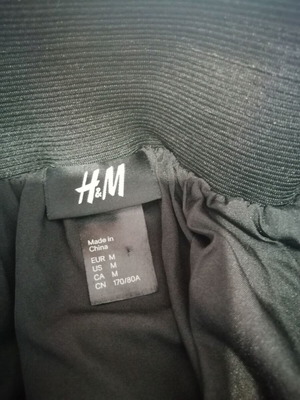 H&M
Made in
China
EUR M
US M
CA M
CN 170/80A